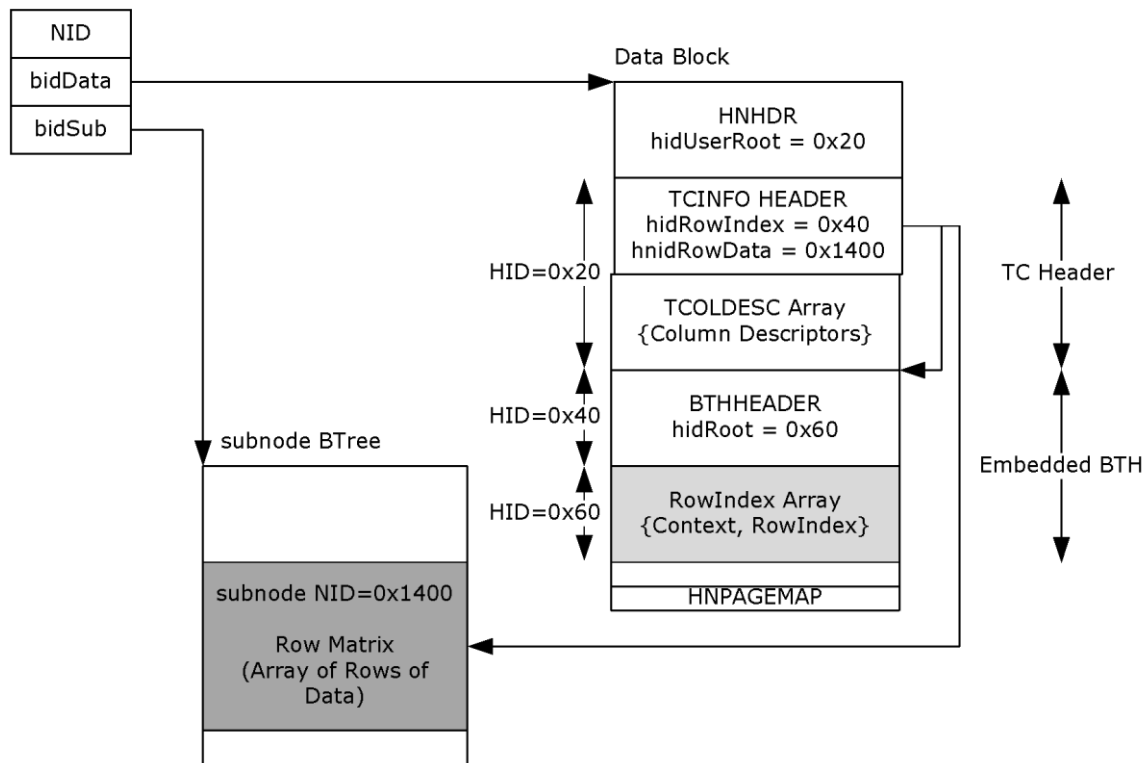 NID
bidData
bidSub
Data Block
HNHDR
hidUserRoot = 0x20
TCINFO HEADER
hidRowIndex = 0x40
hnidRowData = 0x1400
HID=0x20
TC Header
TCOLDESC Array
{Column Descriptors}
BTHHEADER
hidRoot = 0x60
HID=0x40
subnode BTree
Embedded BTH
RowIndex Array
{Context, RowIndex}
HID=0x60
HNPAGEMAP
subnode NID=0x1400
Row Matrix
(Array of Rows of
Data)